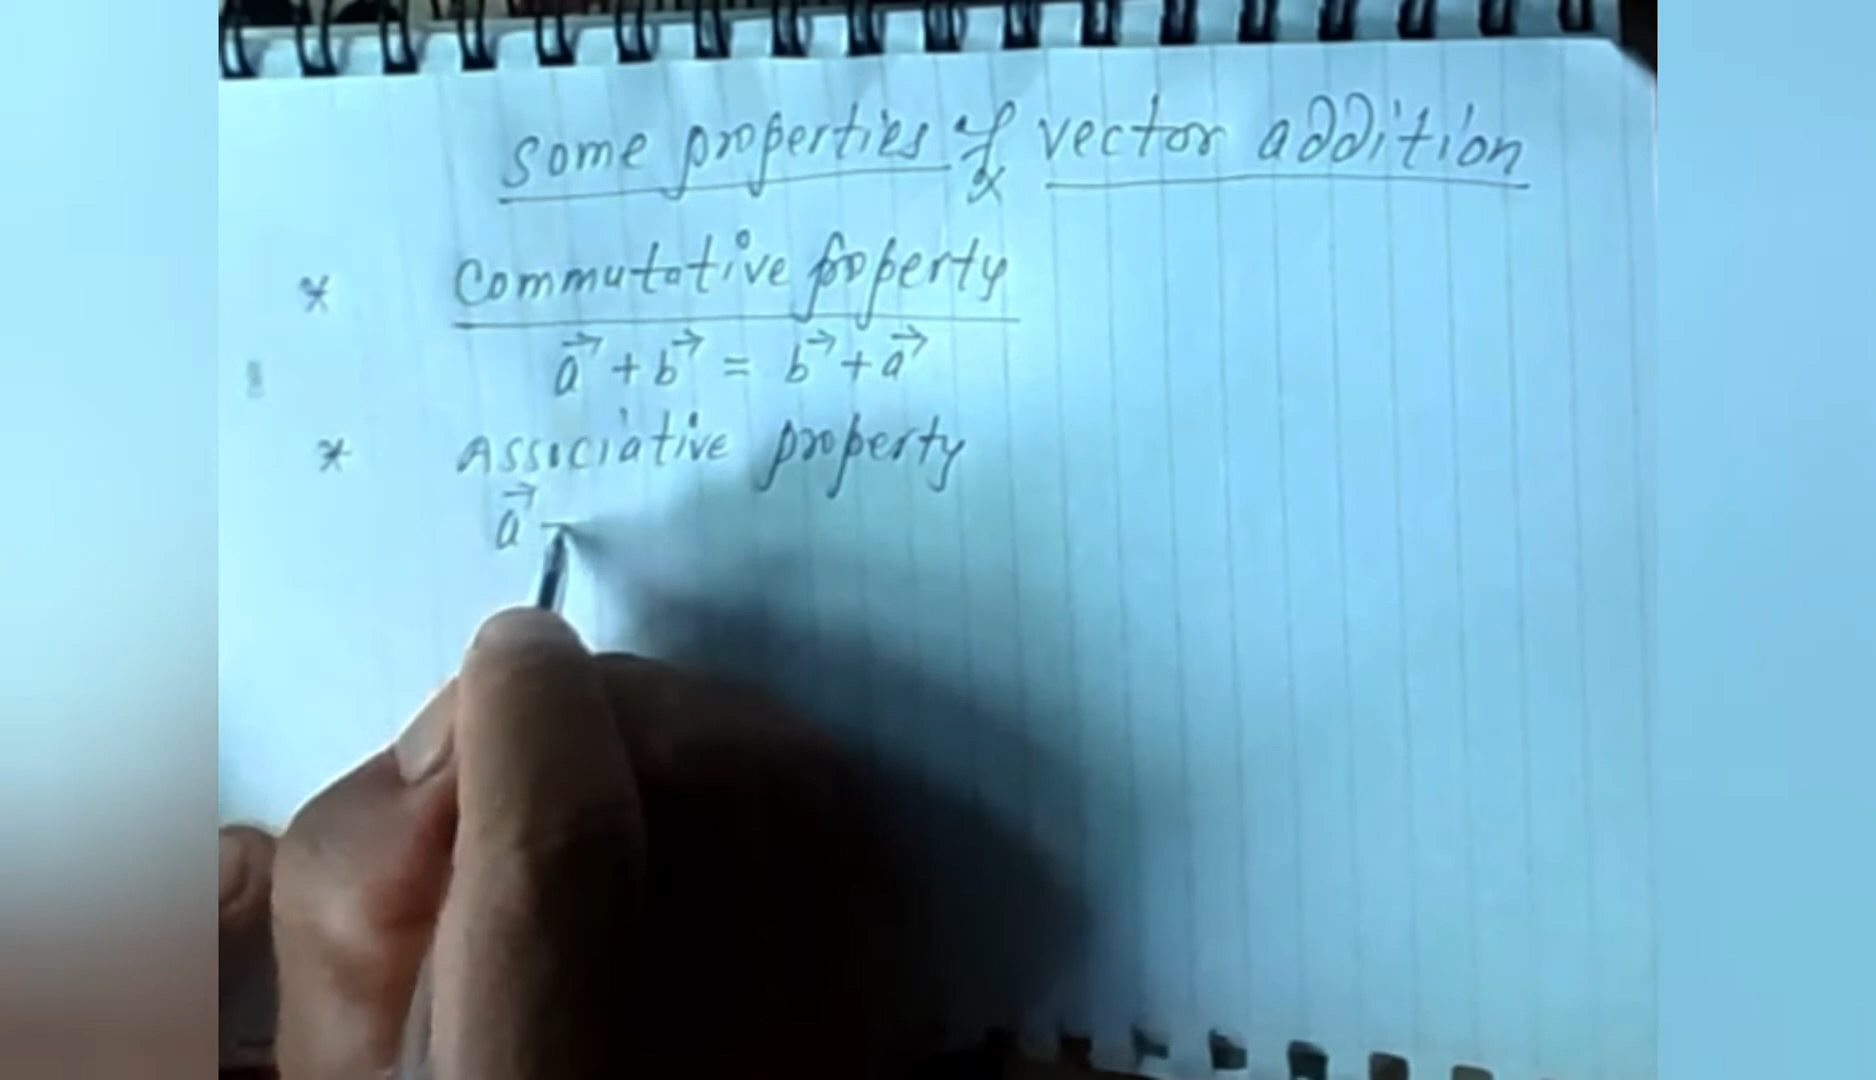 some properties of vector addition
* Commutative property
a⃗ + b⃗ = b⃗ + a⃗
* Associative property
a⃗ -